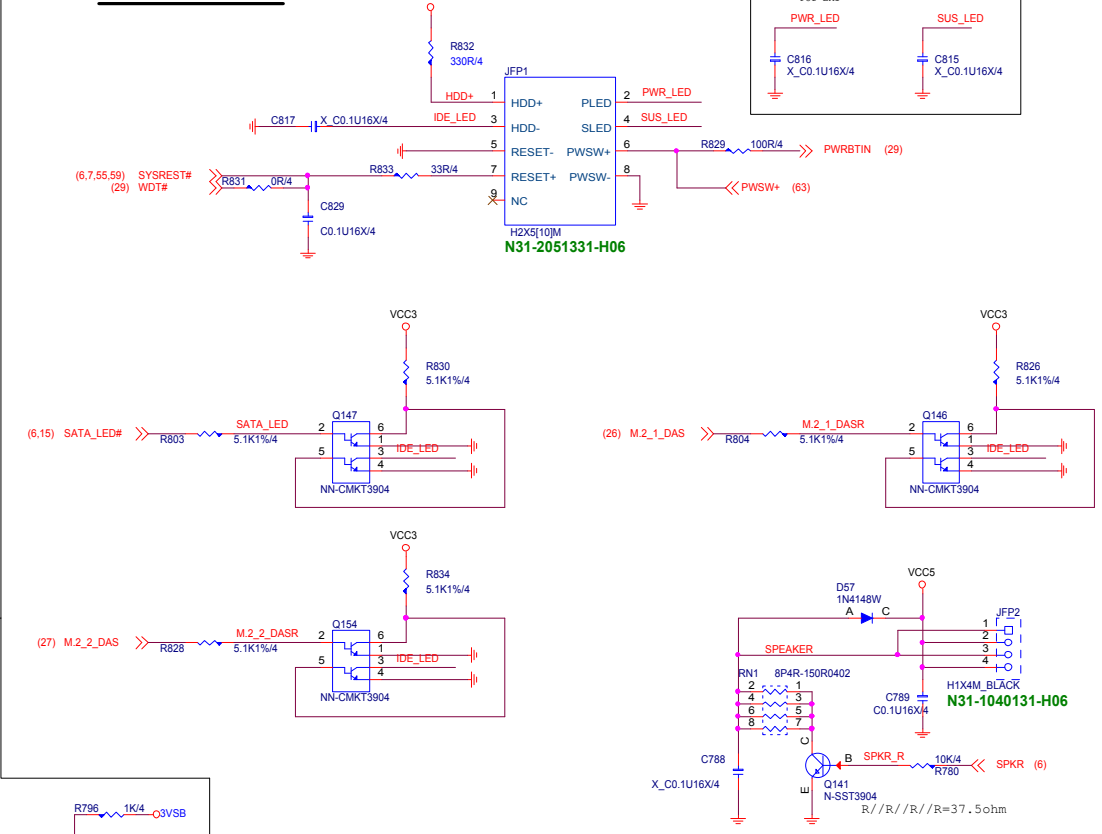 PWR_LED
SUS_LED
C816
X_C0.1U16X/4
C815
X_C0.1U16X/4
R832
330R/4
JFP1
HDD+
1
HDD+
PLED
2
PWR_LED
C817
X_C0.1U16X/4
IDE_LED
3
HDD-
SLED
4
SUS_LED
5
RESET-
PWSW+
6
R829
100R/4
PWRBTIN
(29)
(6,7,55,59)
SYSREST#
R833
33R/4
7
RESET+
PWSW-
8
(29)
WDT#
R831
0R/4
PWSW+
(63)
9
NC
C829
C0.1U16X/4
H2X5[10]M
N31-2051331-H06
VCC3
R830
5.1K1%/4
Q147
(6,15)
SATA_LED#
R803
SATA_LED
5.1K1%/4
2
6
1
5
3
IDE_LED
4
NN-CMKT3904
VCC3
R826
5.1K1%/4
Q146
(26)
M.2_1_DAS
R804
M.2_1_DASR
5.1K1%/4
2
6
1
5
3
IDE_LED
4
NN-CMKT3904
VCC3
R834
5.1K1%/4
Q154
(27)
M.2_2_DAS
R828
M.2_2_DASR
5.1K1%/4
2
6
1
5
3
IDE_LED
4
NN-CMKT3904
VCC5
D57
1N4148W
A
C
JFP2
1
2
3
4
SPEAKER
H1X4M_BLACK
N31-1040131-H06
RN1
8P4R-150R0402
2
1
4
3
6
5
8
7
C789
C0.1U16X/4
C788
X_C0.1U16X/4
C
B
E
SPKR_R
10K/4
R780
SPKR
(6)
Q141
N-SST3904
R//R//R//R=37.5ohm
R796
1K/4
3VSB